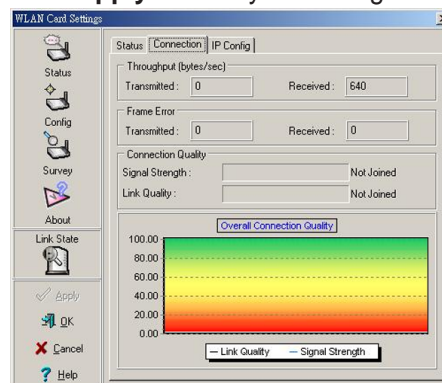 WLAN Card Settings
Status
Config
Survey
About
Link State
Apply
OK
Cancel
Help
Status Connection IP Config
Throughput (bytes/sec)
Transmitted : 0 Received : 640
Frame Error
Transmitted : 0 Received : 0
Connection Quality
Signal Strength : Not Joined
Link Quality : Not Joined
Overall Connection Quality
100.00
80.00
60.00
40.00
20.00
0.00
Link Quality Signal Strength